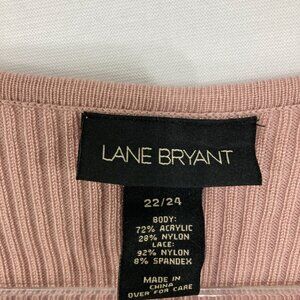 LANE BRYANT
22/24
BODY:
72% ACRYLIC
28% NYLON
LACE:
92% NYLON
8% SPANDEX
MADE IN
CHINA
OVER FOR CARE